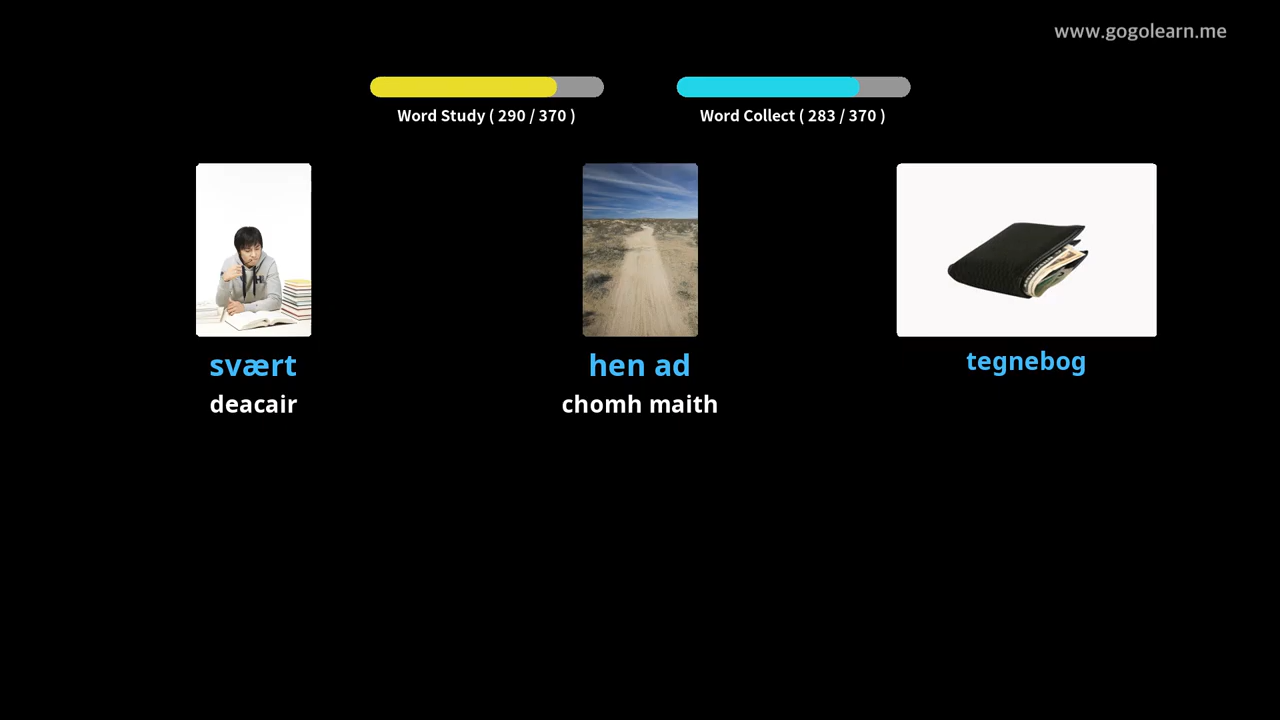 www.gogolearn.me
Word Study ( 290 / 370 )
Word Collect ( 283 / 370 )
svært
hen ad
tegnebog
deacair
chomh maith